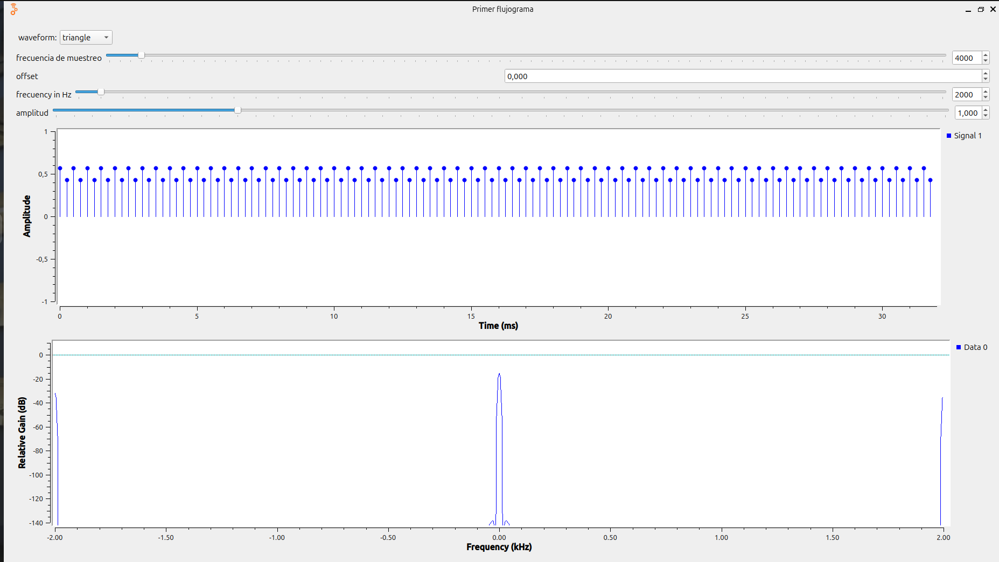 Primer flujograma
waveform: triangle
frecuencia de muestreo 4000
offset 0,000
frecuency in Hz 2000
amplitud 1,000
1
0,5
0
-0,5
-1
Amplitude
Signal 1
0 5 10 15 20 25 30
Time (ms)
0
-20
-40
-60
-80
-100
-120
-140
Relative Gain (dB)
Data 0
-2.00 -1.50 -1.00 -0.50 0.00 0.50 1.00 1.50 2.00
Frequency (kHz)